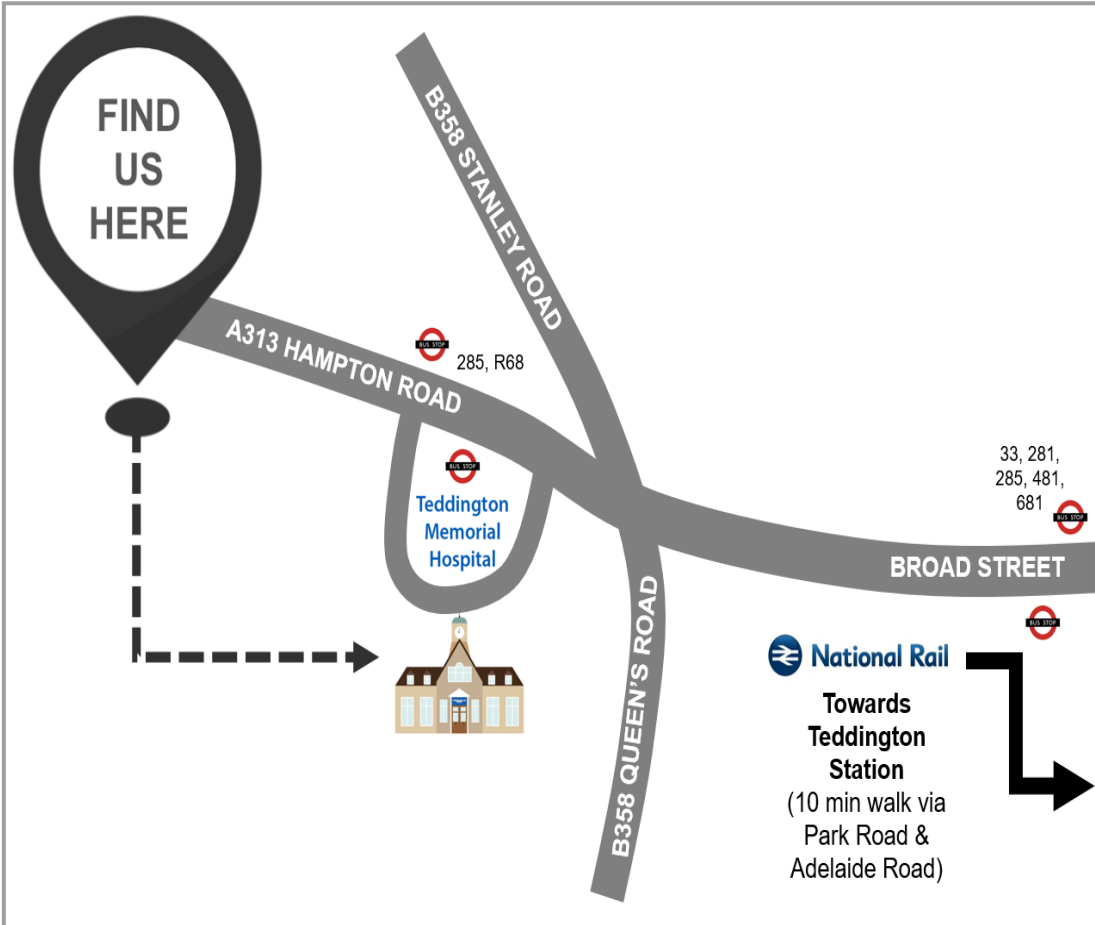 FIND
US
HERE
B358 STANLEY ROAD
A313 HAMPTON ROAD
BUS STOP
285, R68
BUS STOP
Teddington
Memorial
Hospital
33, 281,
285, 481,
681
BUS STOP
BROAD STREET
BUS STOP
B358 QUEEN'S ROAD
National Rail
Towards
Teddington
Station
(10 min walk via
Park Road &
Adelaide Road)